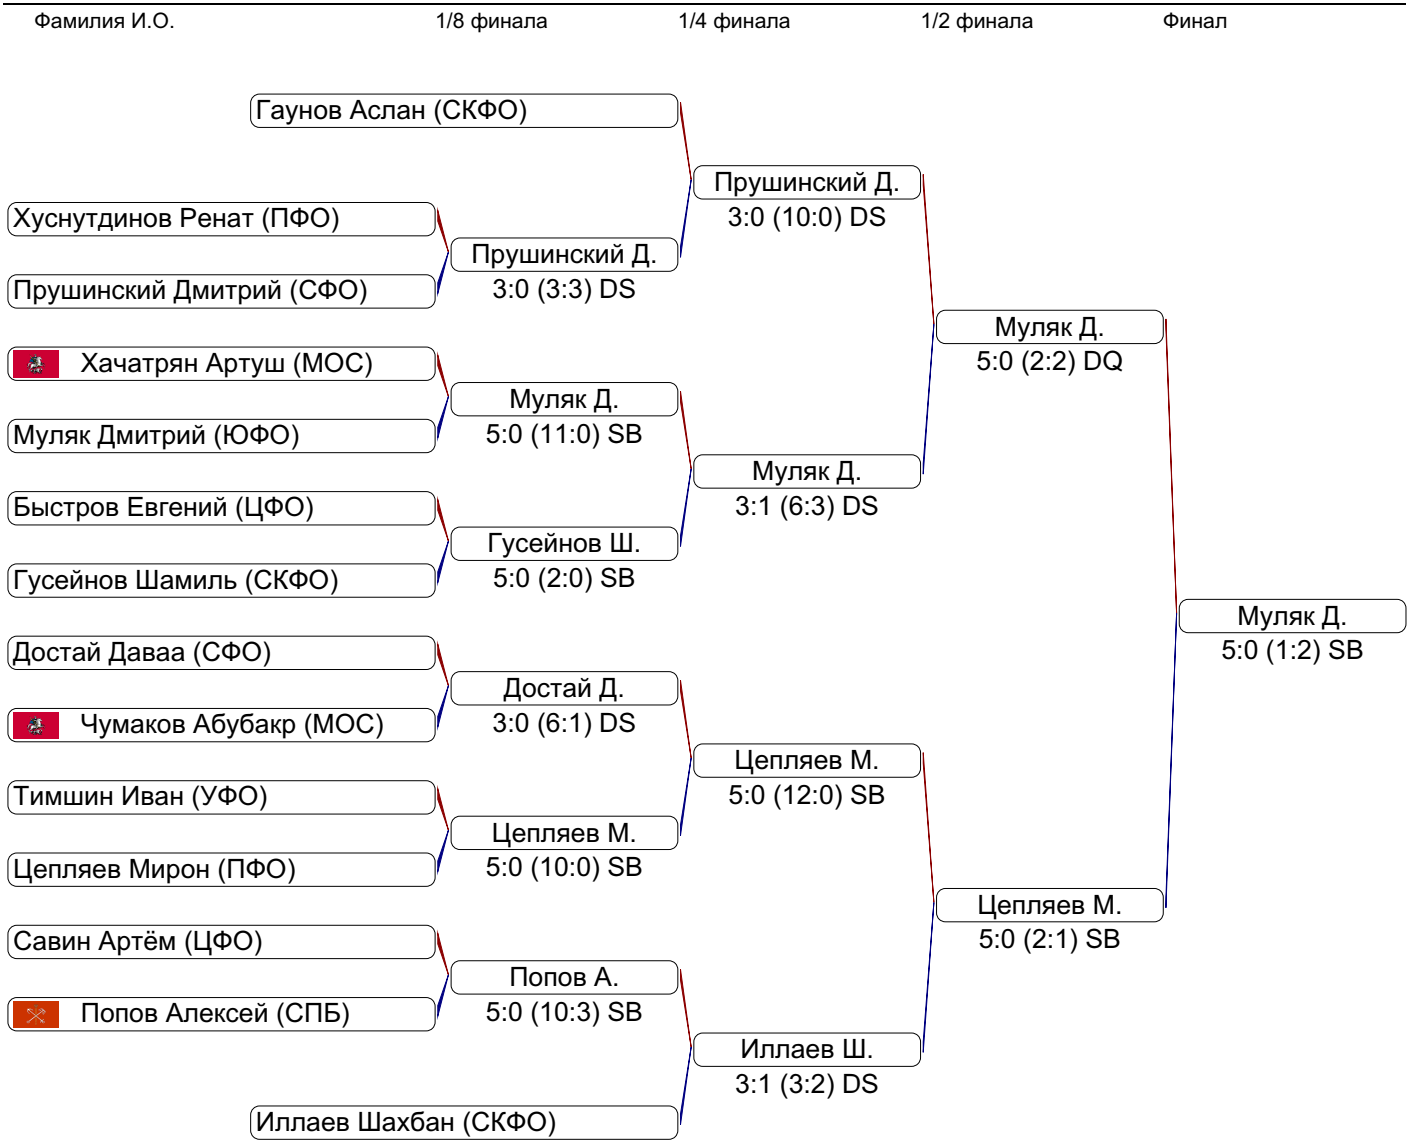 Фамилия И.О. 1/8 финала 1/4 финала 1/2 финала Финал
Гаунов Аслан (СКФО)
Прушинский Д.
3:0 (10:0) DS
Хуснутдинов Ренат (ПФО)
Прушинский Д.
3:0 (3:3) DS
Прушинский Дмитрий (СФО)
Муляк Д.
5:0 (2:2) DQ
Хачатрян Артуш (МОС)
Муляк Д.
5:0 (11:0) SB
Муляк Дмитрий (ЮФО)
Муляк Д.
3:1 (6:3) DS
Быстров Евгений (ЦФО)
Гусейнов Ш.
5:0 (2:0) SB
Гусейнов Шамиль (СКФО)
Муляк Д.
5:0 (1:2) SB
Достай Даваа (СФО)
Достай Д.
3:0 (6:1) DS
Чумаков Абубакр (МОС)
Цепляев М.
5:0 (12:0) SB
Тимшин Иван (УФО)
Цепляев М.
5:0 (10:0) SB
Цепляев Мирон (ПФО)
Цепляев М.
5:0 (2:1) SB
Савин Артём (ЦФО)
Попов А.
5:0 (10:3) SB
Попов Алексей (СПБ)
Иллаев Ш.
3:1 (3:2) DS
Иллаев Шахбан (СКФО)